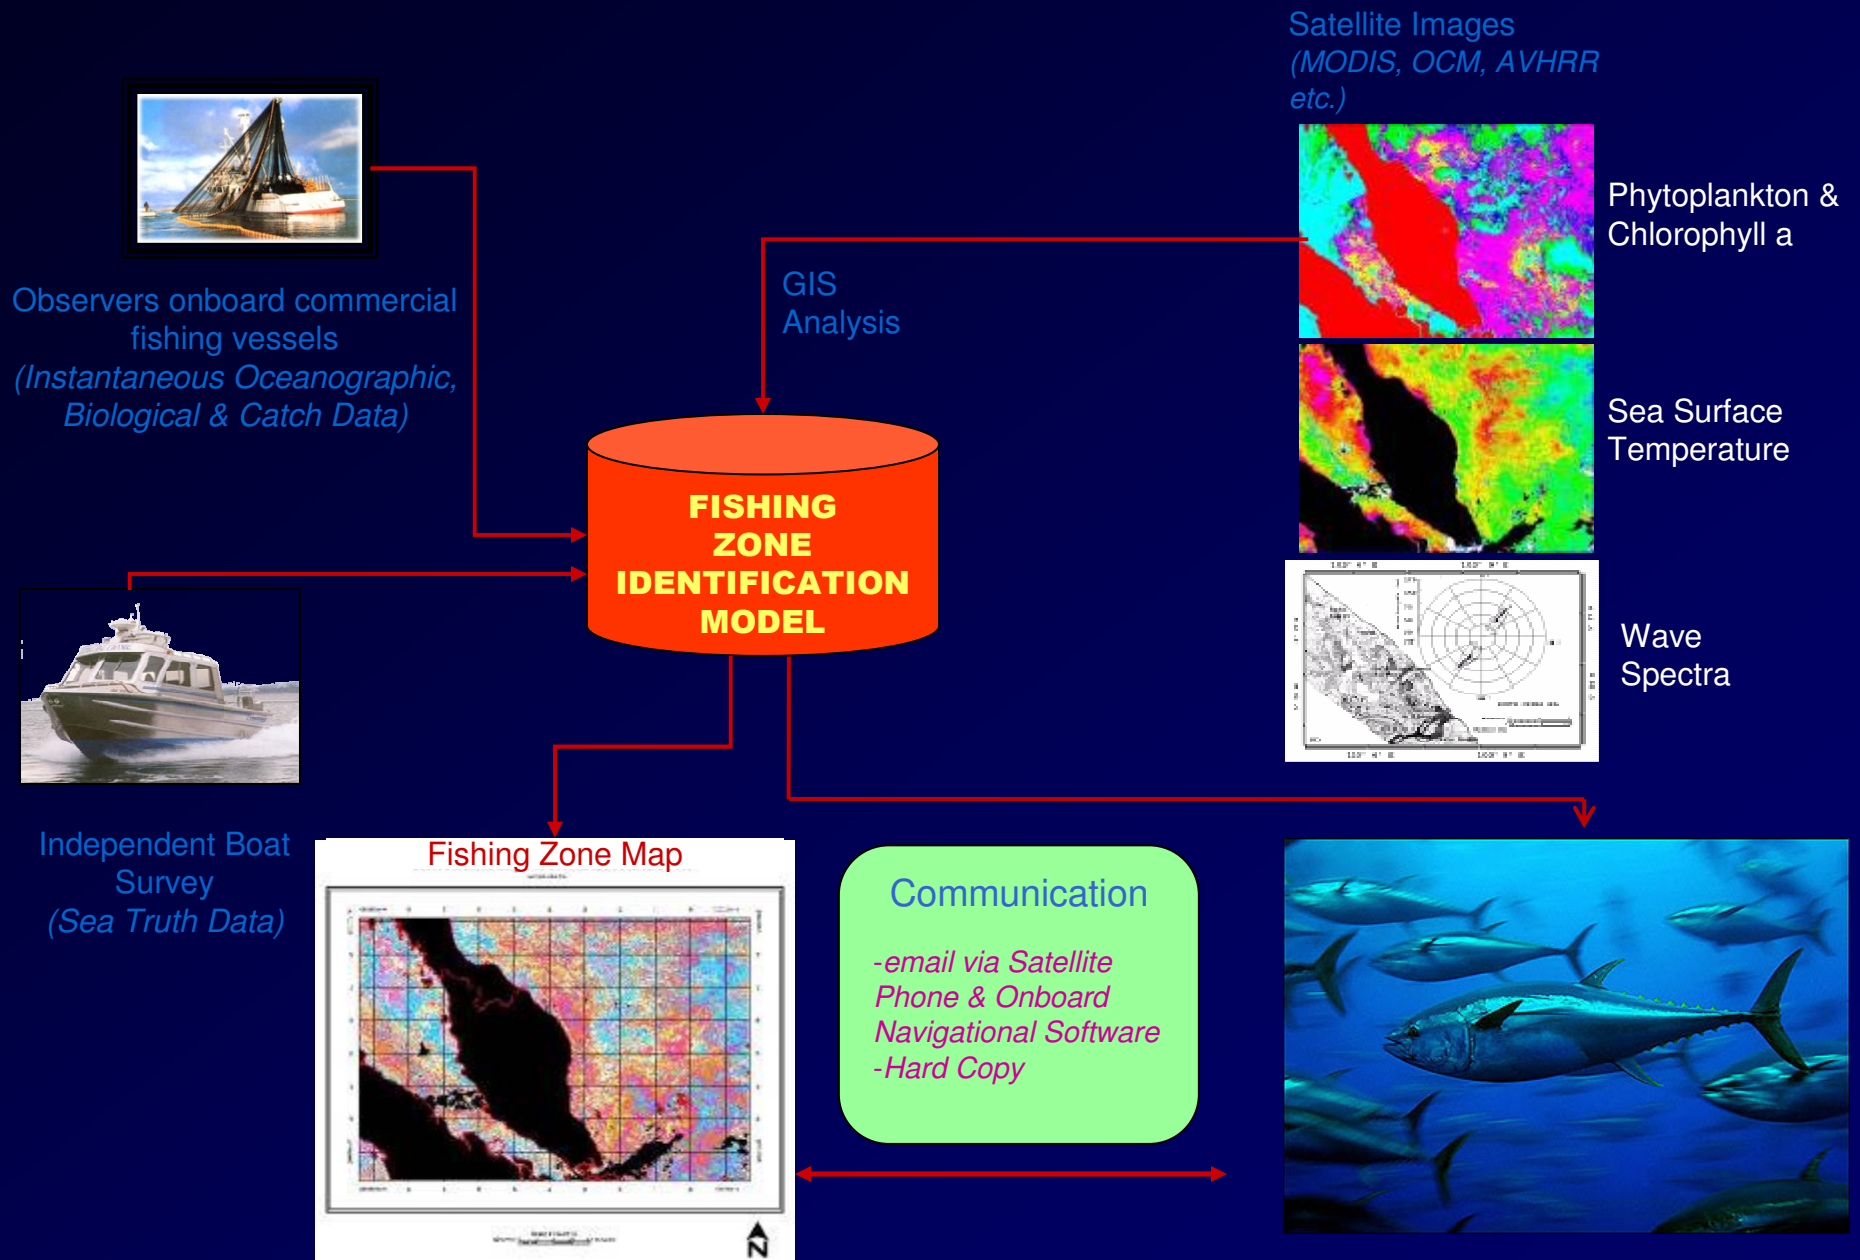 Satellite Images
(MODIS, OCM, AVHRR
etc.)
Phytoplankton &
Chlorophyll a
GIS
Analysis
Observers onboard commercial
fishing vessels
(Instantaneous Oceanographic,
Biological & Catch Data)
Sea Surface
Temperature
FISHING
ZONE
IDENTIFICATION
MODEL
Wave
Spectra
Independent Boat
Survey
(Sea Truth Data)
Fishing Zone Map
Communication
-email via Satellite
Phone & Onboard
Navigational Software
-Hard Copy
N